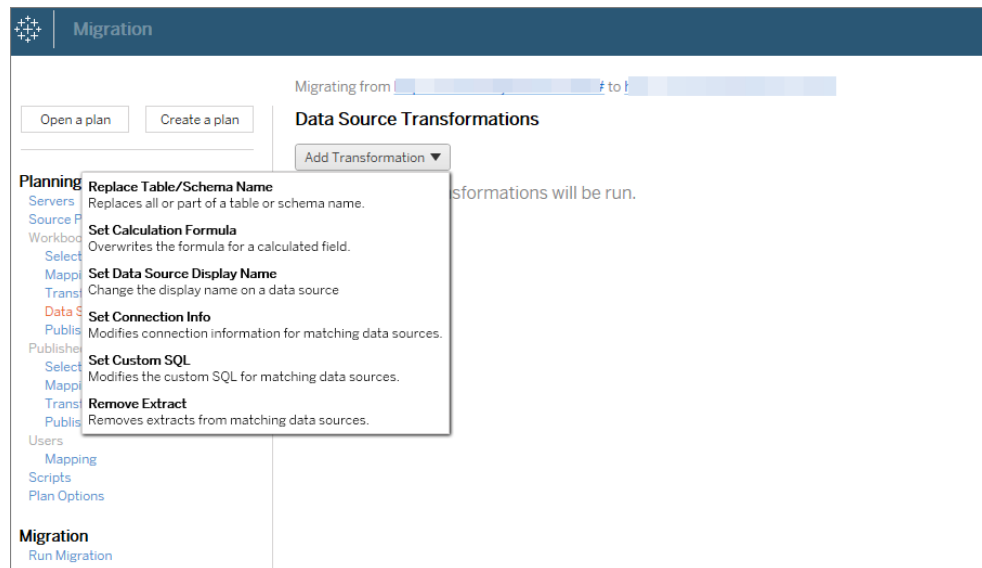 Migration
Migrating from to
Open a plan
Create a plan
Data Source Transformations
Add Transformation ▼
sformations will be run.
Planning
Servers
Source P
Workboo
Select
Mappi
Transf
Data S
Publis
Publishe
Select
Mappi
Transf
Publis
Users
Mapping
Scripts
Plan Options
Migration
Run Migration
Replace Table/Schema Name
Replaces all or part of a table or schema name.
Set Calculation Formula
Overwrites the formula for a calculated field.
Set Data Source Display Name
Change the display name on a data source
Set Connection Info
Modifies connection information for matching data sources.
Set Custom SQL
Modifies the custom SQL for matching data sources.
Remove Extract
Removes extracts from matching data sources.